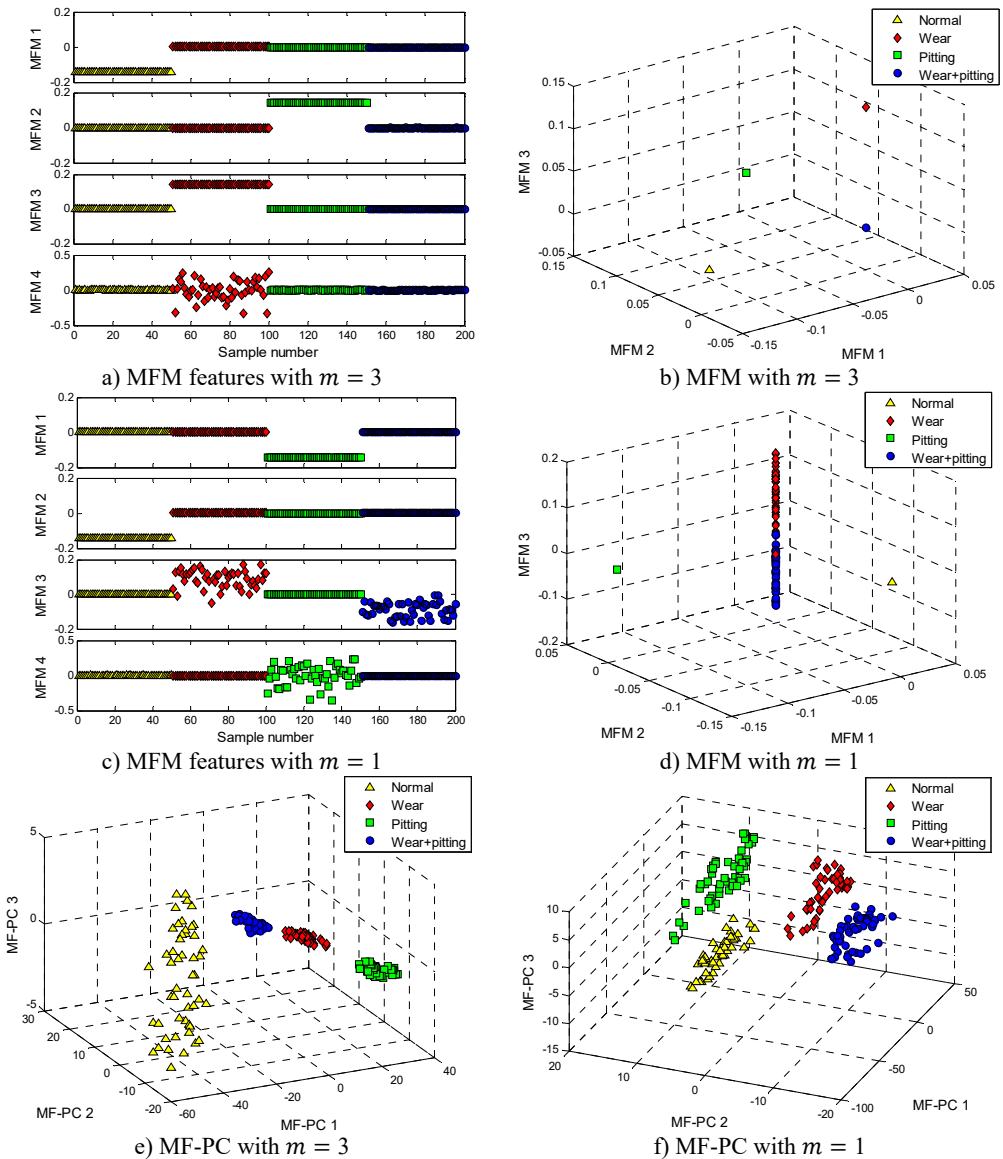 0.2
0
-0.2
MFM 1
0.2
0
-0.2
MFM 2
0.2
0
-0.2
MFM 3
0.5
0
-0.5
MFM 4
0 20 40 60 80 100 120 140 160 180 200
Sample number
a) MFM features with m = 3
Normal
Wear
Pitting
Wear+pitting
0.15
0.1
0.05
0
-0.05
MFM 3
0.15
0.1
0.05
0
-0.05
MFM 2
-0.15
-0.1
-0.05
0
0.05
MFM 1
b) MFM with m = 3
0.2
0
-0.2
MFM 1
0.2
0
-0.2
MFM 2
0.2
0
-0.2
MFM 3
0.5
0
-0.5
MFM 4
0 20 40 60 80 100 120 140 160 180 200
Sample number
c) MFM features with m = 1
Normal
Wear
Pitting
Wear+pitting
0.2
0.1
0
-0.1
-0.2
MFM 3
0.05
0
-0.05
-0.1
-0.15
MFM 2
-0.15
-0.1
-0.05
0
0.05
MFM 1
d) MFM with m = 1
Normal
Wear
Pitting
Wear+pitting
5
0
-5
MF-PC 3
30
20
10
0
-10
-20
MF-PC 2
-60
-40
-20
0
20
40
MF-PC 1
e) MF-PC with m = 3
Normal
Wear
Pitting
Wear+pitting
10
5
0
-5
-10
-15
MF-PC 3
20
10
0
-10
-20
MF-PC 2
-100
-50
0
50
MF-PC 1
f) MF-PC with m = 1